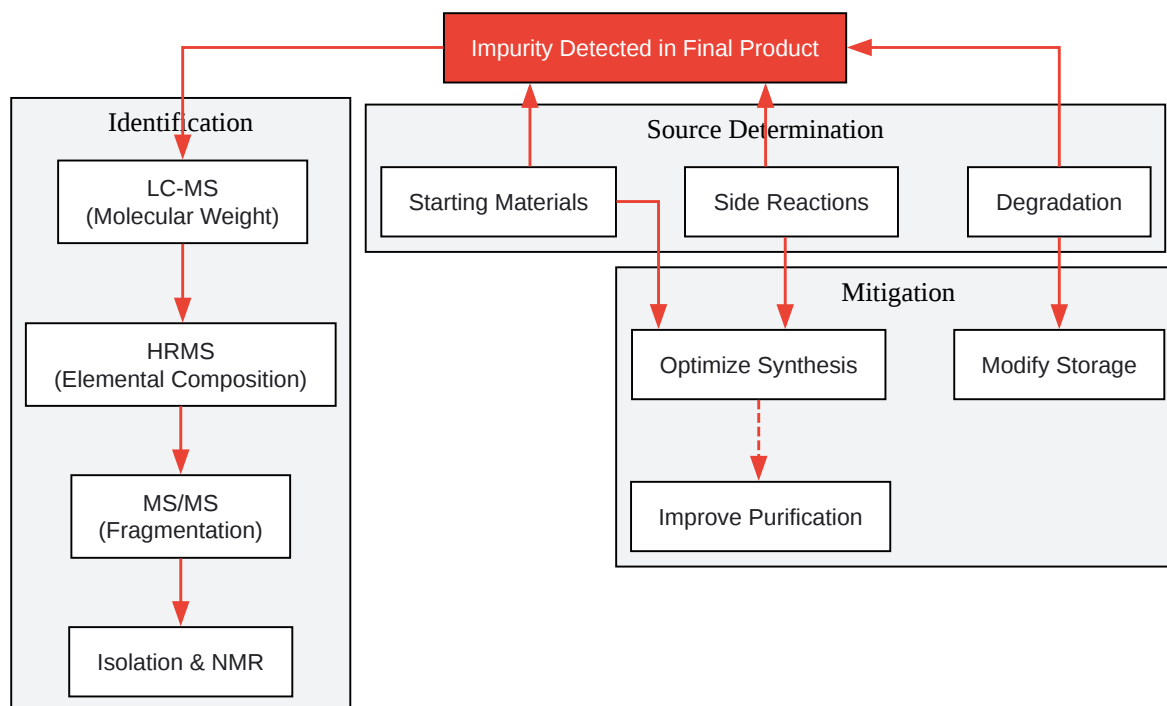 Impurity Detected in Final Product
Identification
LC-MS
(Molecular Weight)
HRMS
(Elemental Composition)
MS/MS
(Fragmentation)
Isolation & NMR
Source Determination
Starting Materials
Side Reactions
Degradation
Mitigation
Optimize Synthesis
Modify Storage
Improve Purification